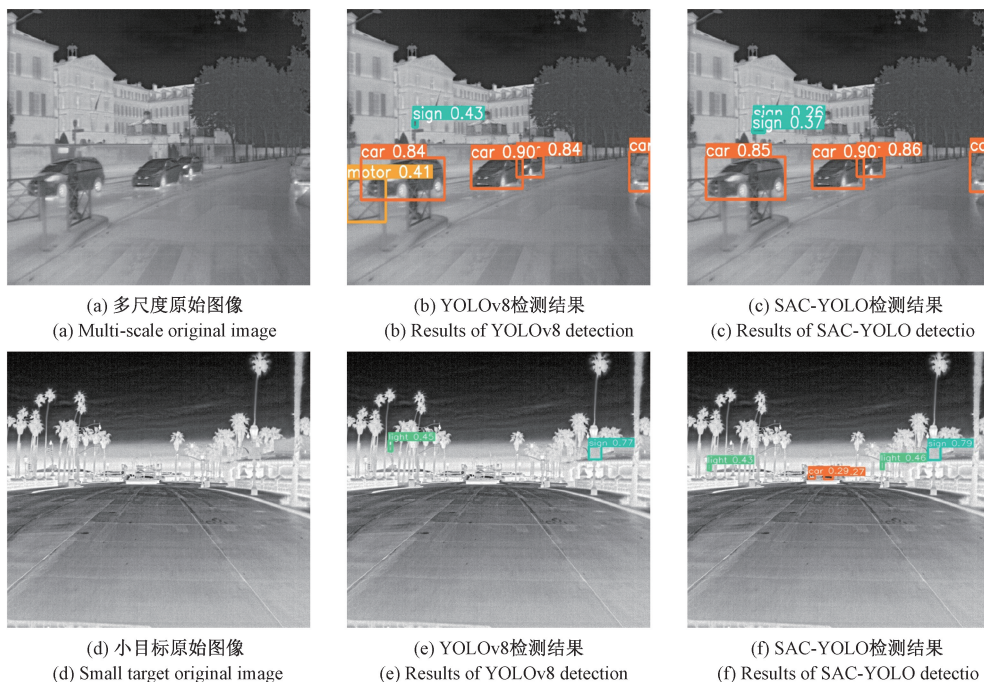 sign 0.43
car 0.84
car 0.90
r 0.84
car
motor 0.41
sign 0.26
sign 0.37
car 0.85
car 0.90
r 0.86
ca
(a) 多尺度原始图像
(b) YOLOv8检测结果
(c) SAC-YOLO检测结果
(a) Multi-scale original image
(b) Results of YOLOv8 detection
(c) Results of SAC-YOLO detectio
light 0.45
sign 0.77
light 0.43
car 0.29
0.27
light 0.46
sign 0.79
(d) 小目标原始图像
(e) YOLOv8检测结果
(f) SAC-YOLO检测结果
(d) Small target original image
(e) Results of YOLOv8 detection
(f) Results of SAC-YOLO detectio